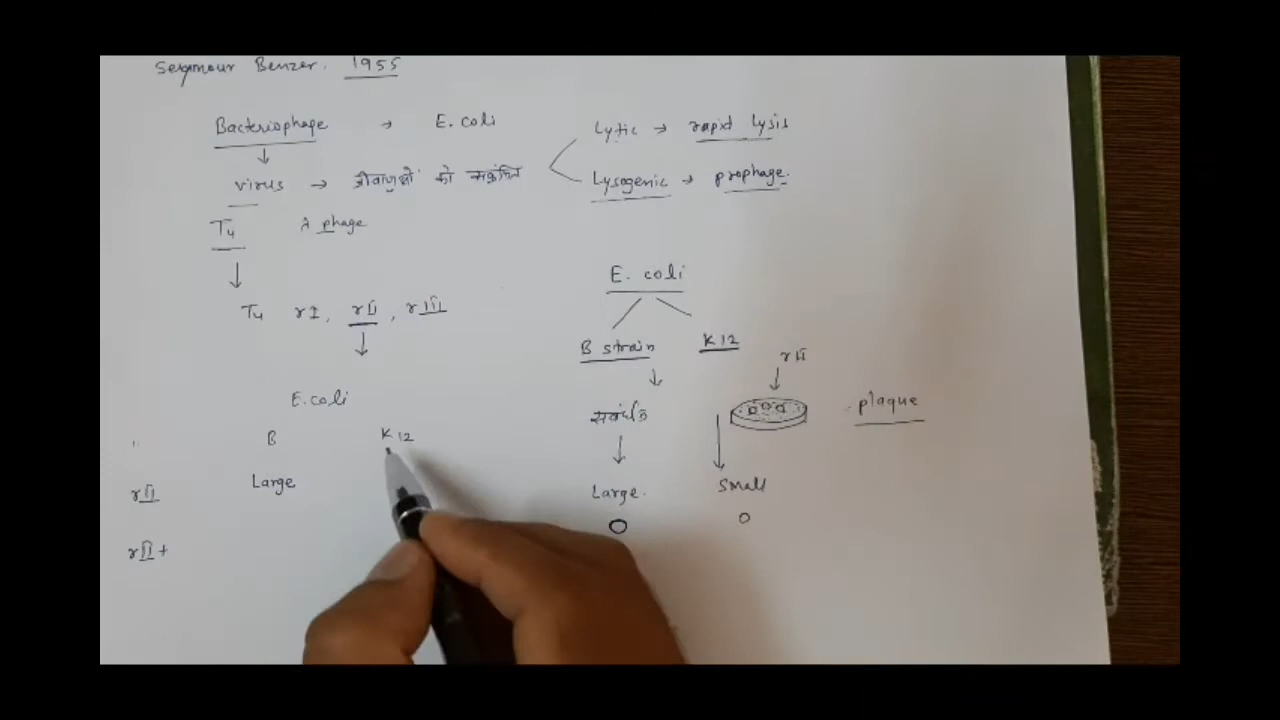 Seymour Benzer. 1955
Bacteriophage → E. coli
Lytic → rapid Lysis
virus → जीवाणुओं को संक्रमित
Lysogenic → prophage.
T4 λ phage
E. coli
T4 rI, rII, rIII
B strain K12
rII
E. coli
plaque
B K12
rII Large
Large. Small
rII+